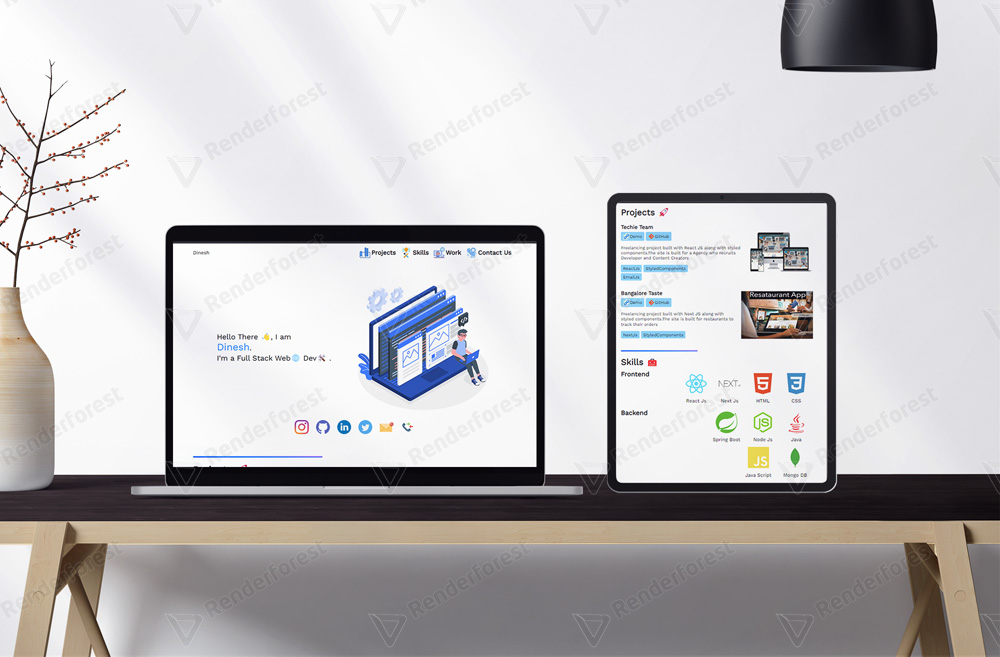 Dinesh
Projects Skills Work Contact Us
Hello There 👋, I am
Dinesh.
I'm a Full Stack Web Dev .
Projects
Techie Team
Demo GitHub
Freelancing project built with React JS along with styled
components.The site is built for a Agency who recruits
Developer and Content Creators
ReactJs StyledComponents
EmailJs
Bangalore Taste
Demo GitHub
Freelancing project built with Next JS along with
styled components.The site is built for restaurants to
track their orders
NextJs StyledComponents
Resataurant App
Skills
Frontend
NEXT.JS
React Js Next Js HTML CSS
Backend
JS
Spring Boot Node Js Java
JS
Java Script Mongo DB
Renderforest